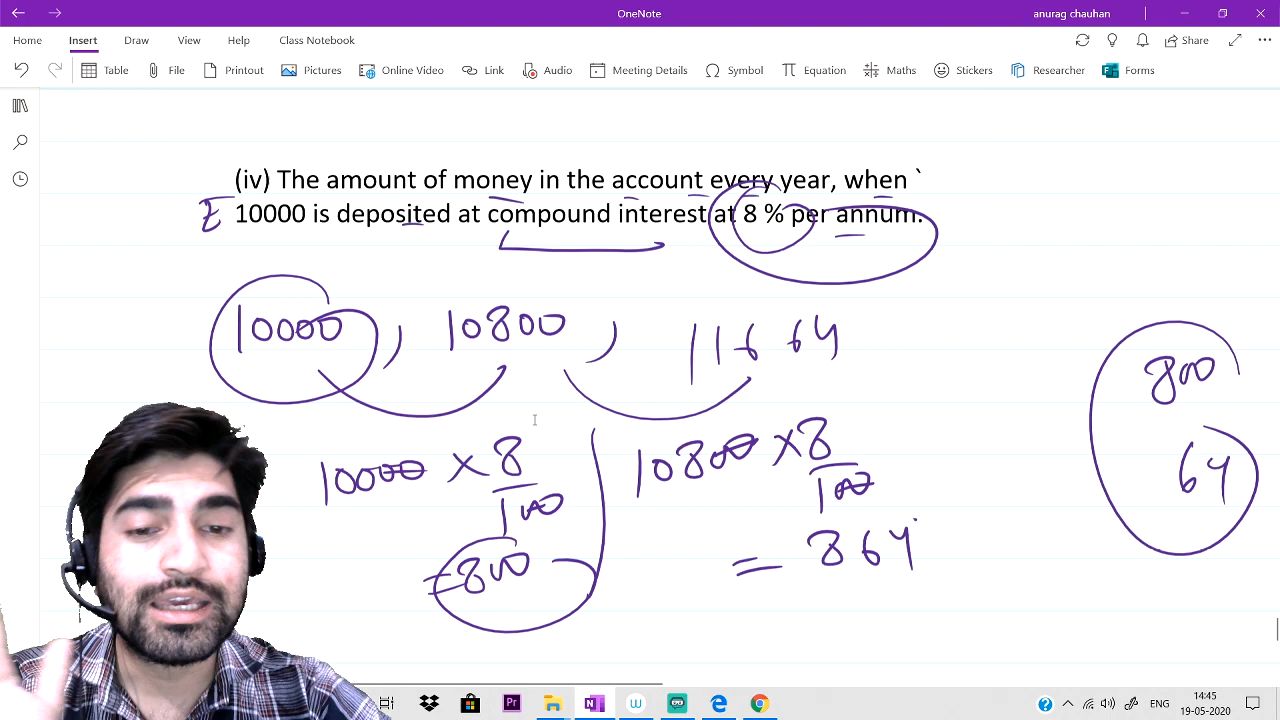 OneNote
anurag chauhan
Home Insert Draw View Help Class Notebook Share
Table File Printout Pictures Online Video Link Audio Meeting Details Symbol Equation Maths Stickers Researcher Forms
(iv) The amount of money in the account every year, when `
10000 is deposited at compound interest at 8 % per annum.
10000, 10800, 11664
800
64
10000 × 8/100
=800
10800 × 8/100
= 864
14:45
ENG
19-05-2020